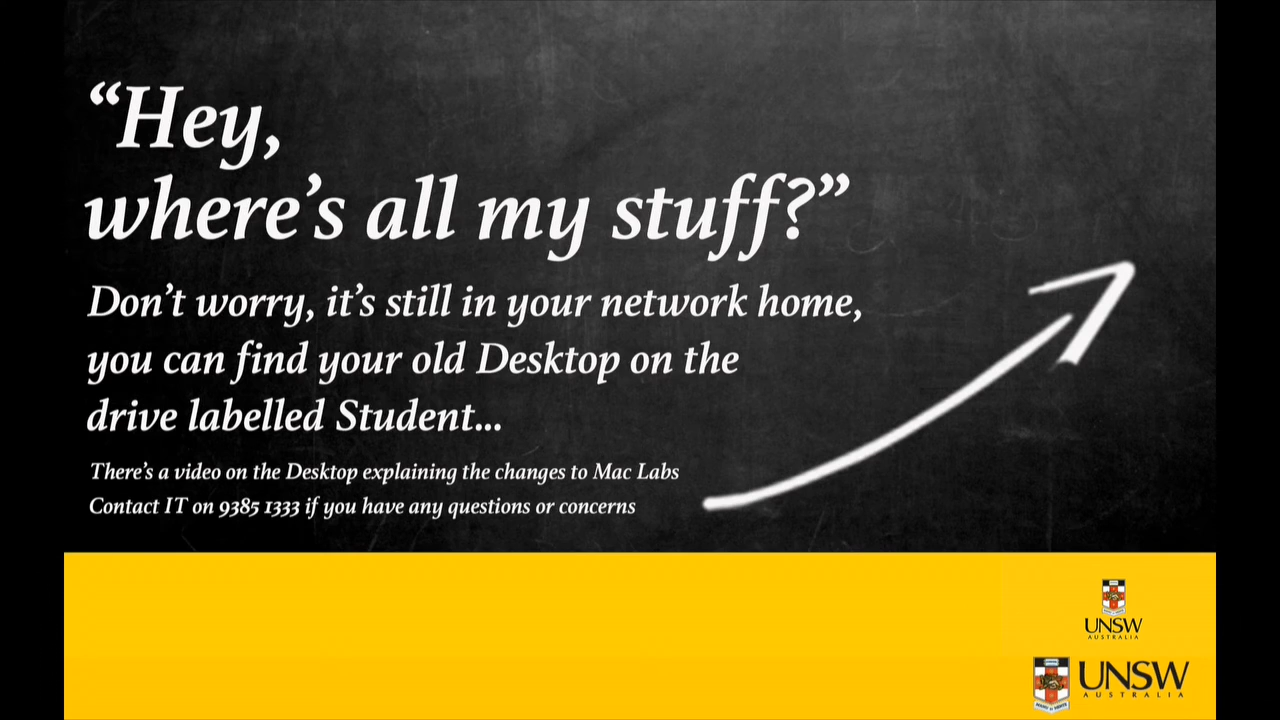 “Hey,
where’s all my stuff?”
Don’t worry, it’s still in your network home,
you can find your old Desktop on the
drive labelled Student...
There’s a video on the Desktop explaining the changes to Mac Labs
Contact IT on 9385 1333 if you have any questions or concerns
UNSW
AUSTRALIA
UNSW
AUSTRALIA